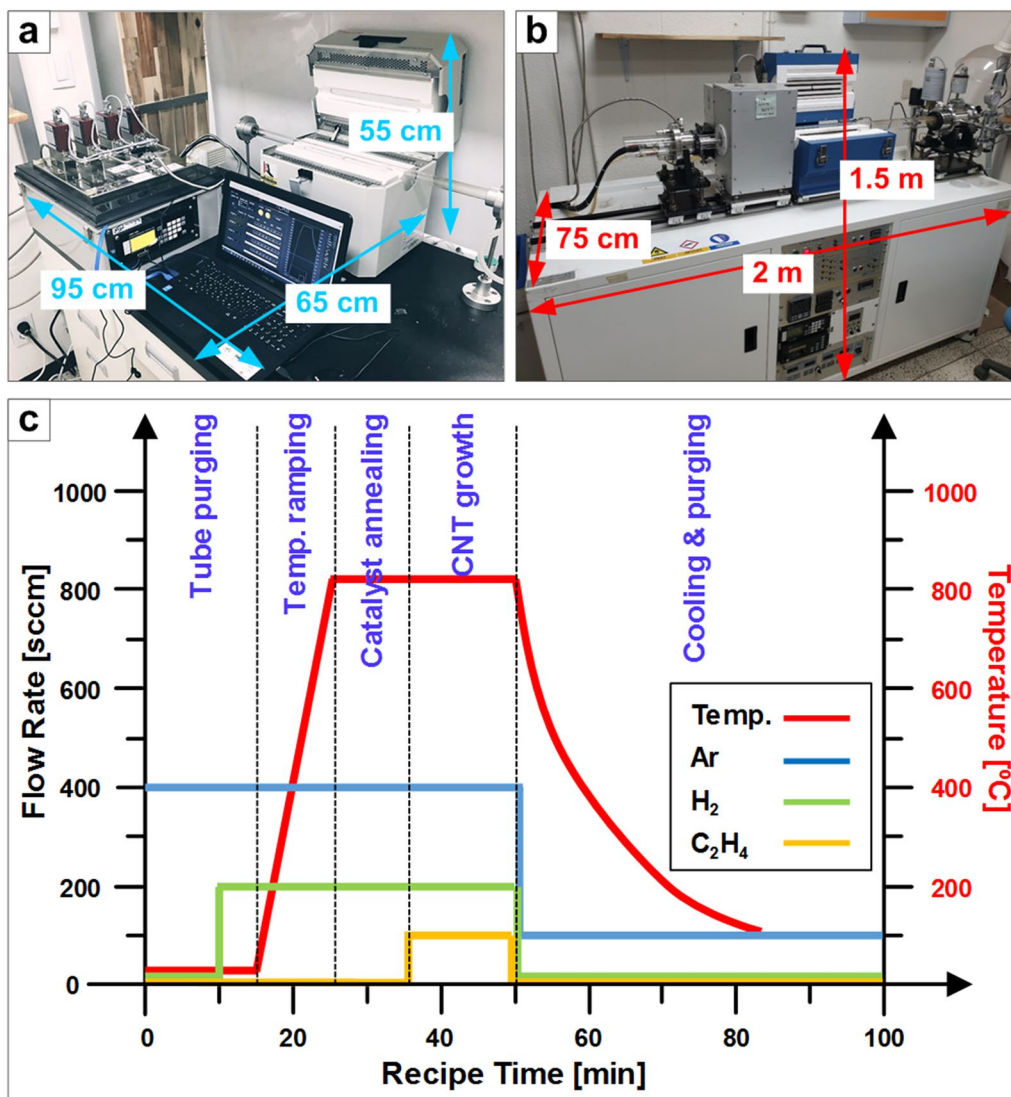 a
55 cm
95 cm
65 cm
b
1.5 m
75 cm
2 m
c
Tube purging
Temp. ramping
Catalyst annealing
CNT growth
Cooling & purging
Flow Rate [sccm]
1000
800
600
400
200
0
Temperature [⁰C]
1000
800
600
400
200
Temp.
Ar
H₂
C₂H₄
0 20 40 60 80 100
Recipe Time [min]